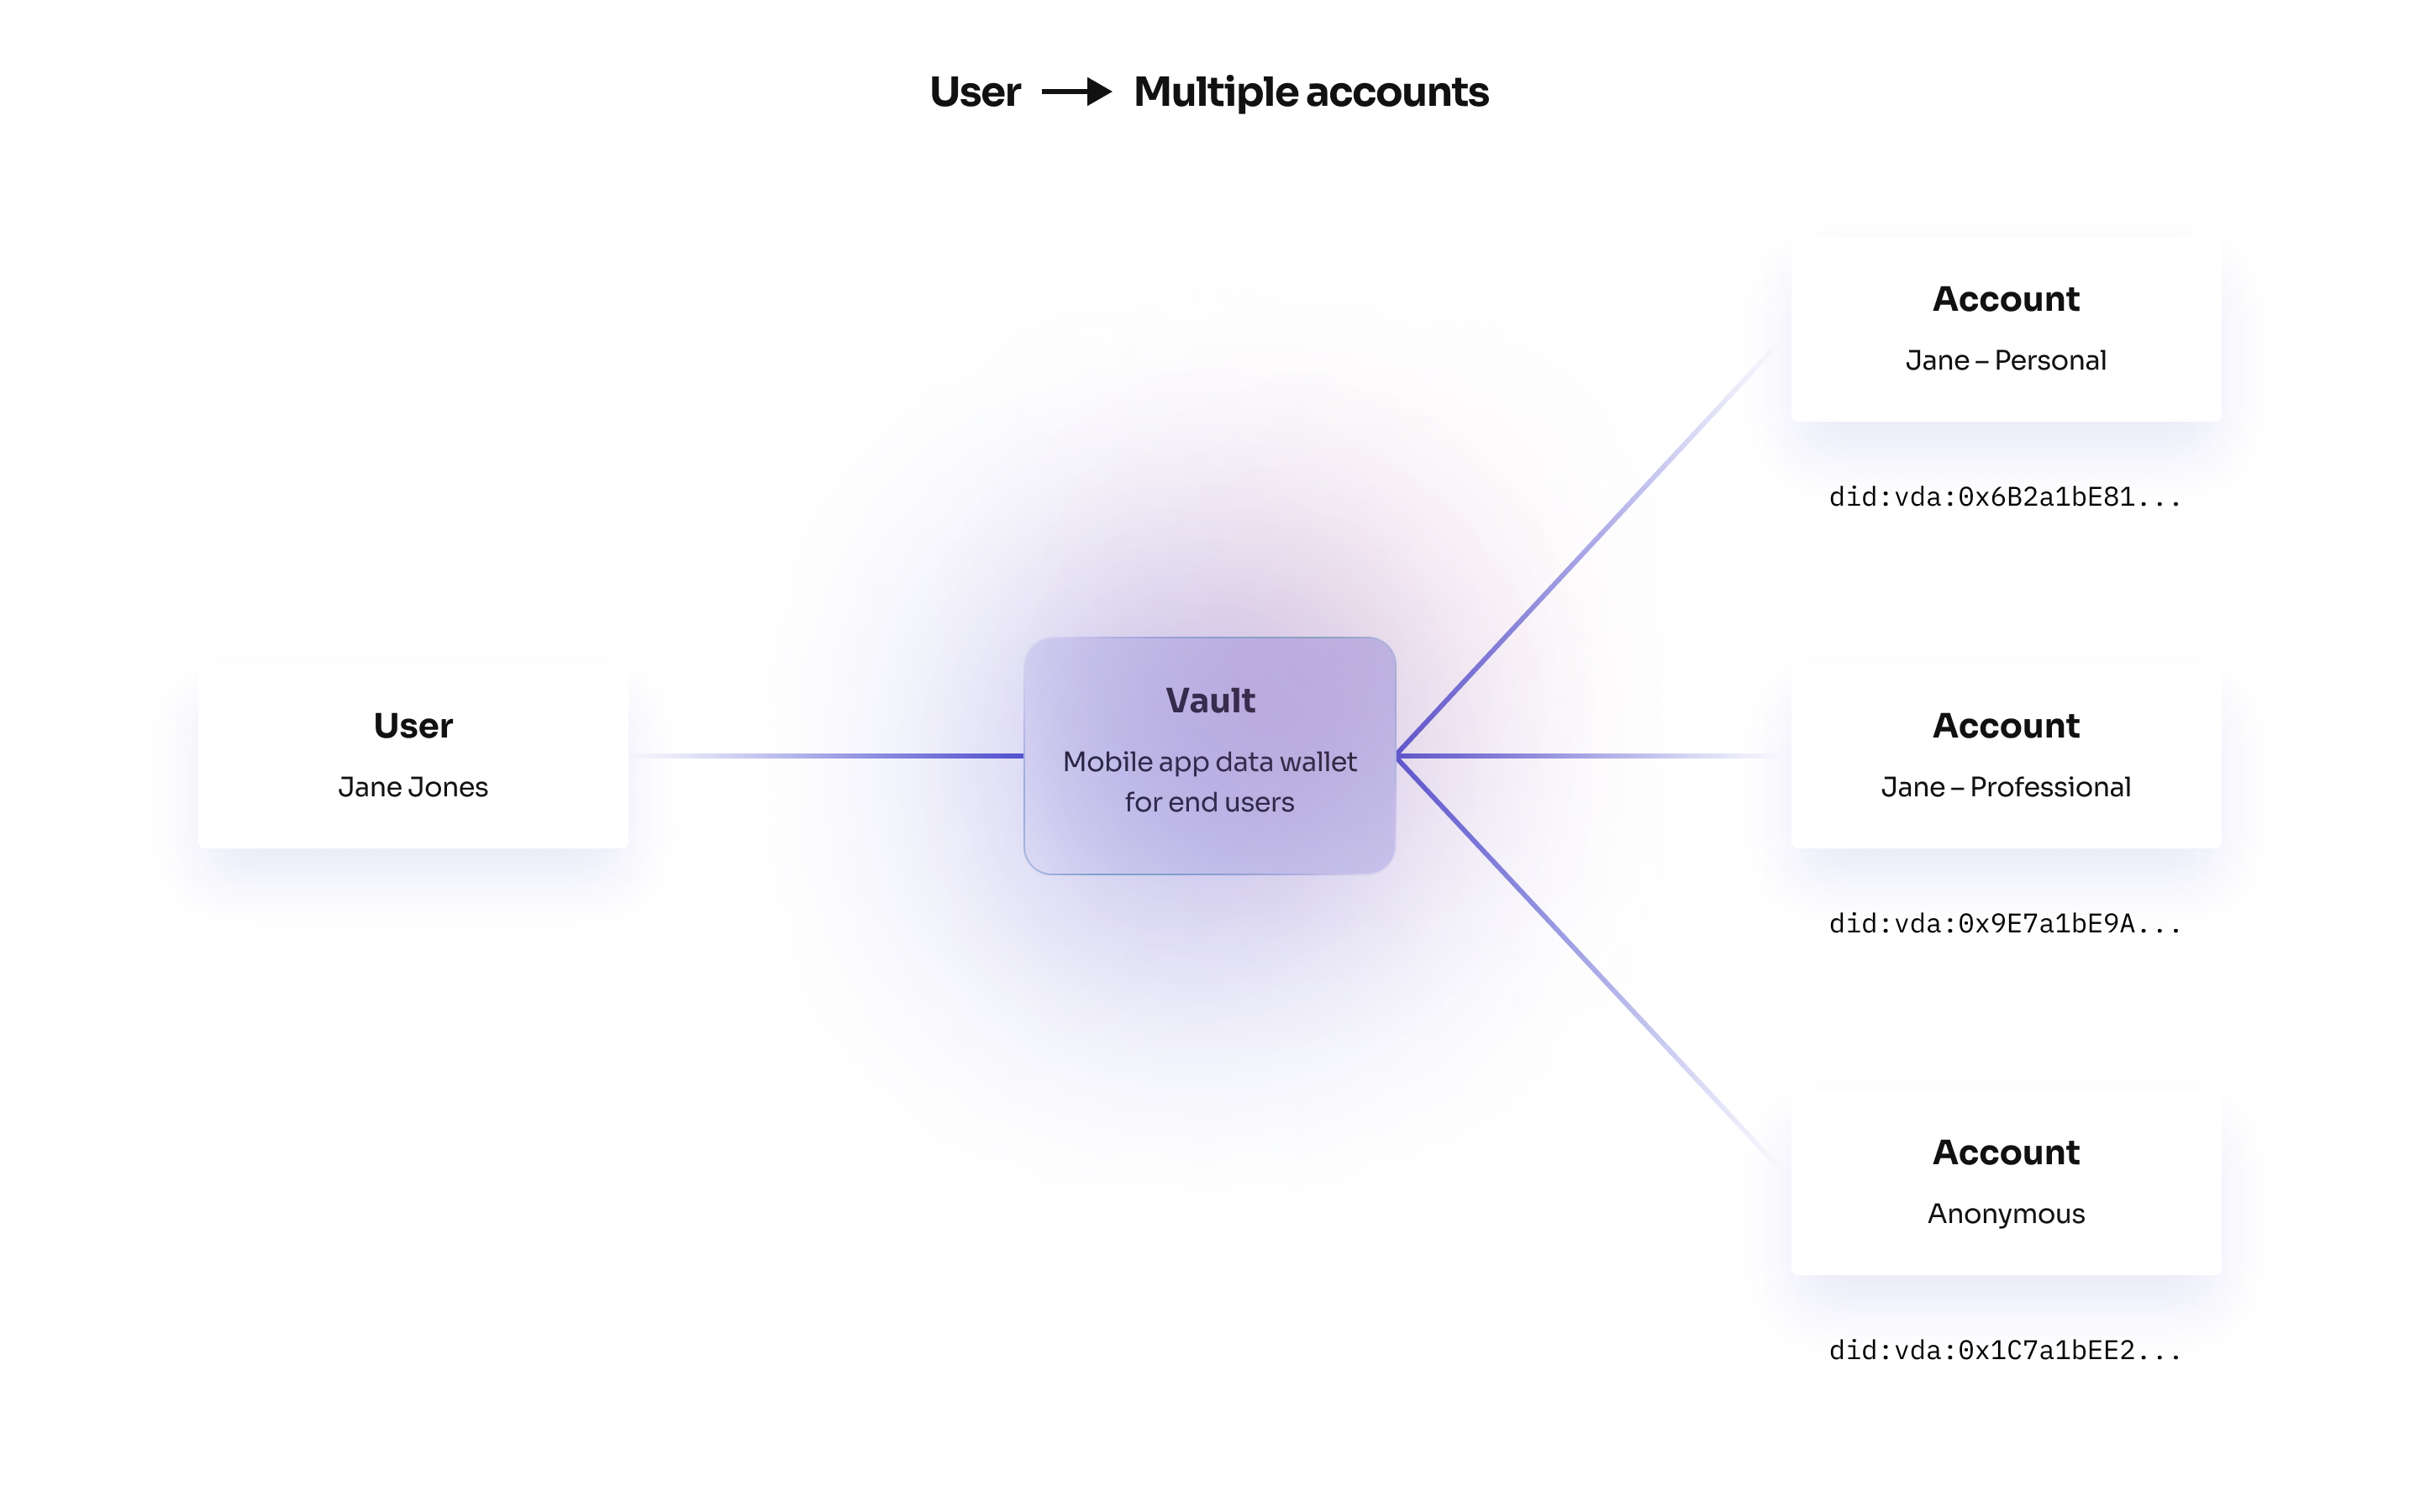 User → Multiple accounts
User
Jane Jones
Vault
Mobile app data wallet
for end users
Account
Jane – Personal
did:vda:0x6B2a1bE81...
Account
Jane – Professional
did:vda:0x9E7a1bE9A...
Account
Anonymous
did:vda:0x1C7a1bEE2...